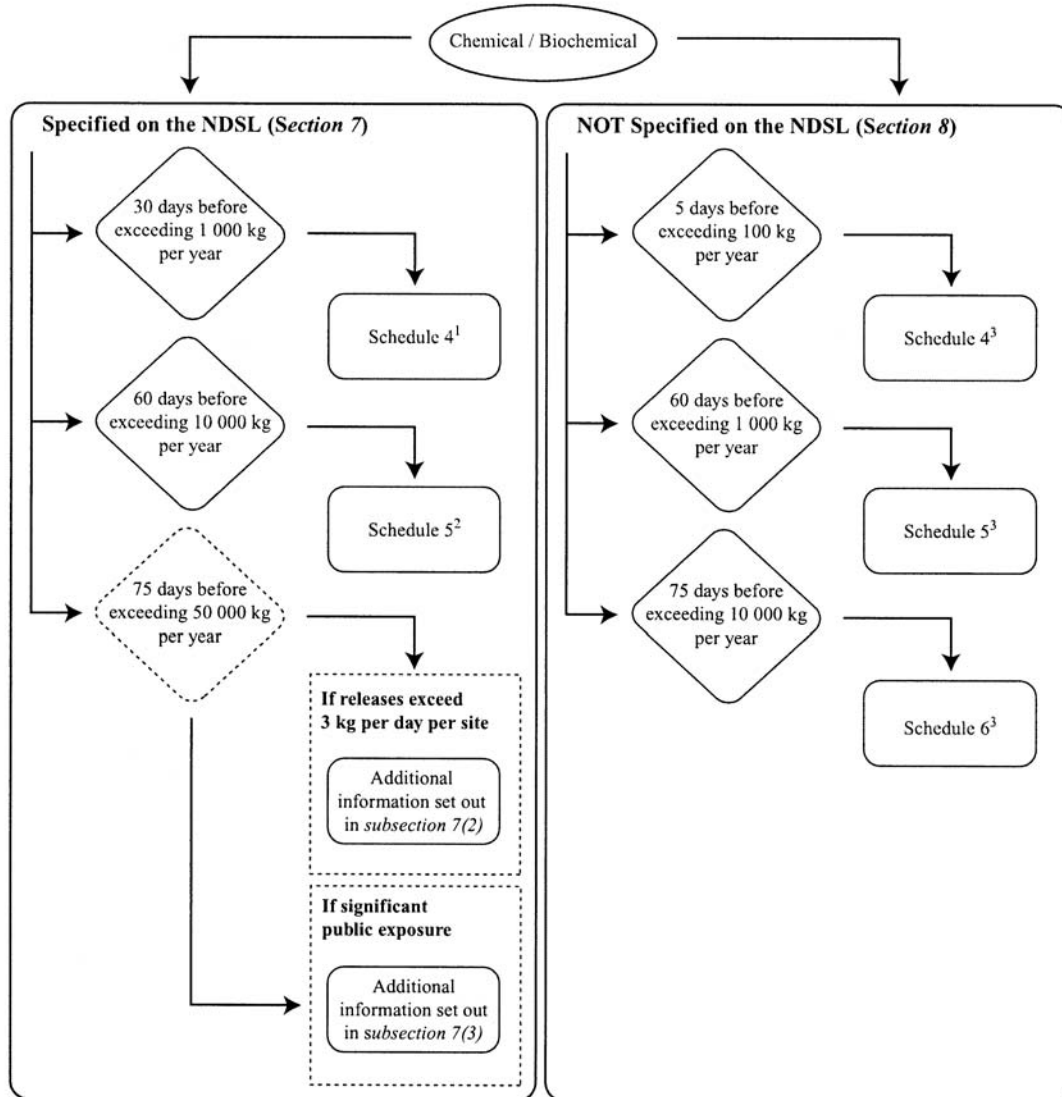 Chemical / Biochemical
Specified on the NDSL (Section 7)
30 days before
exceeding 1 000 kg
per year
Schedule 4¹
60 days before
exceeding 10 000 kg
per year
Schedule 5²
75 days before
exceeding 50 000 kg
per year
If releases exceed
3 kg per day per site
Additional
information set out
in subsection 7(2)
If significant
public exposure
Additional
information set out
in subsection 7(3)
NOT Specified on the NDSL (Section 8)
5 days before
exceeding 100 kg
per year
Schedule 4³
60 days before
exceeding 1 000 kg
per year
Schedule 5³
75 days before
exceeding 10 000 kg
per year
Schedule 6³